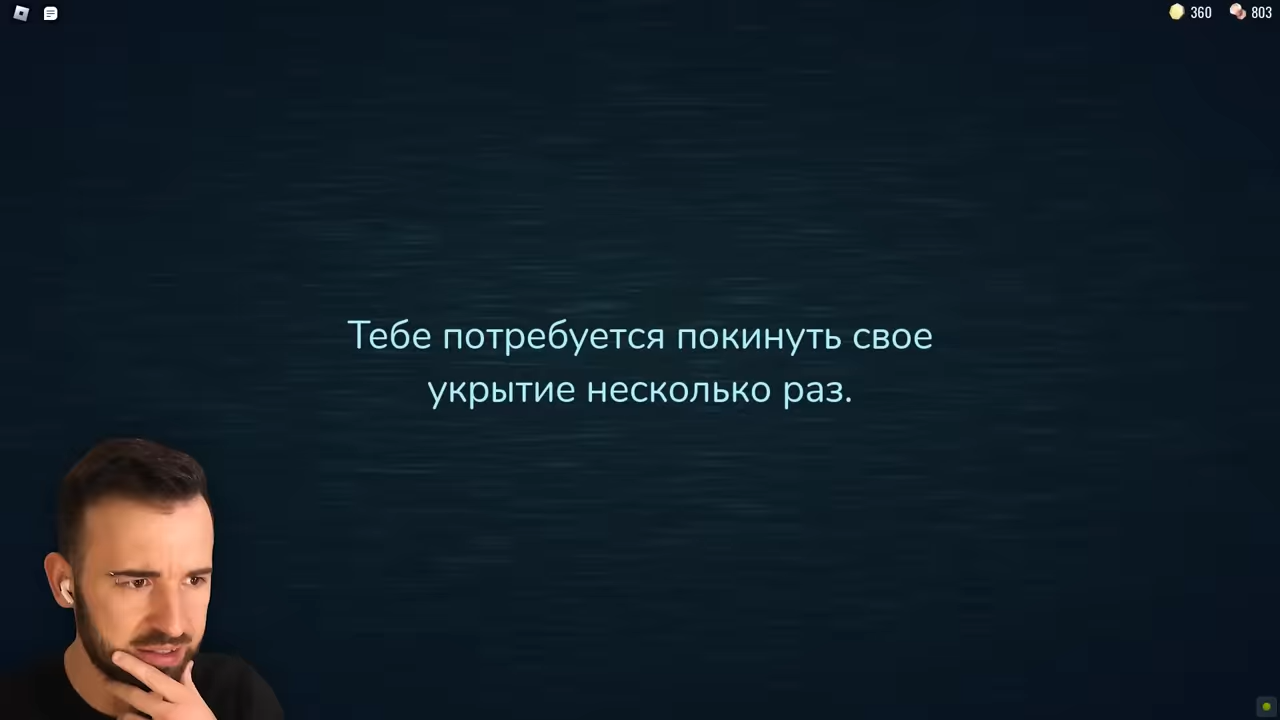 360 803
Тебе потребуется покинуть свое
укрытие несколько раз.